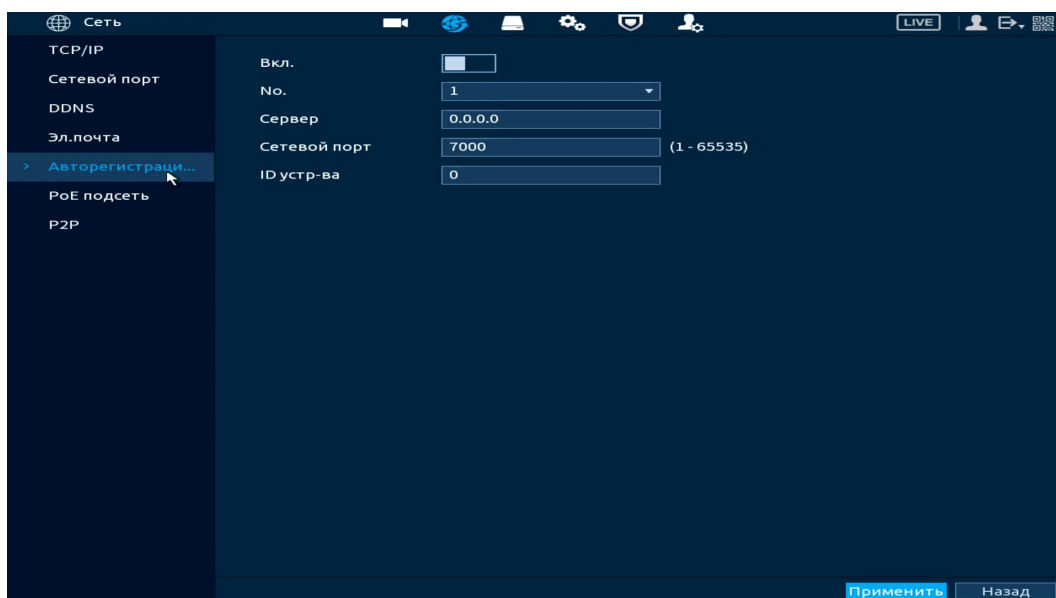 Сеть
LIVE
TCP/IP
Сетевой порт
DDNS
Эл.почта
> Авторегистраци...
PoE подсеть
P2P
Вкл.
No. 1
Сервер 0.0.0.0
Сетевой порт 7000 (1 - 65535)
ID устр-ва 0
Применить Назад